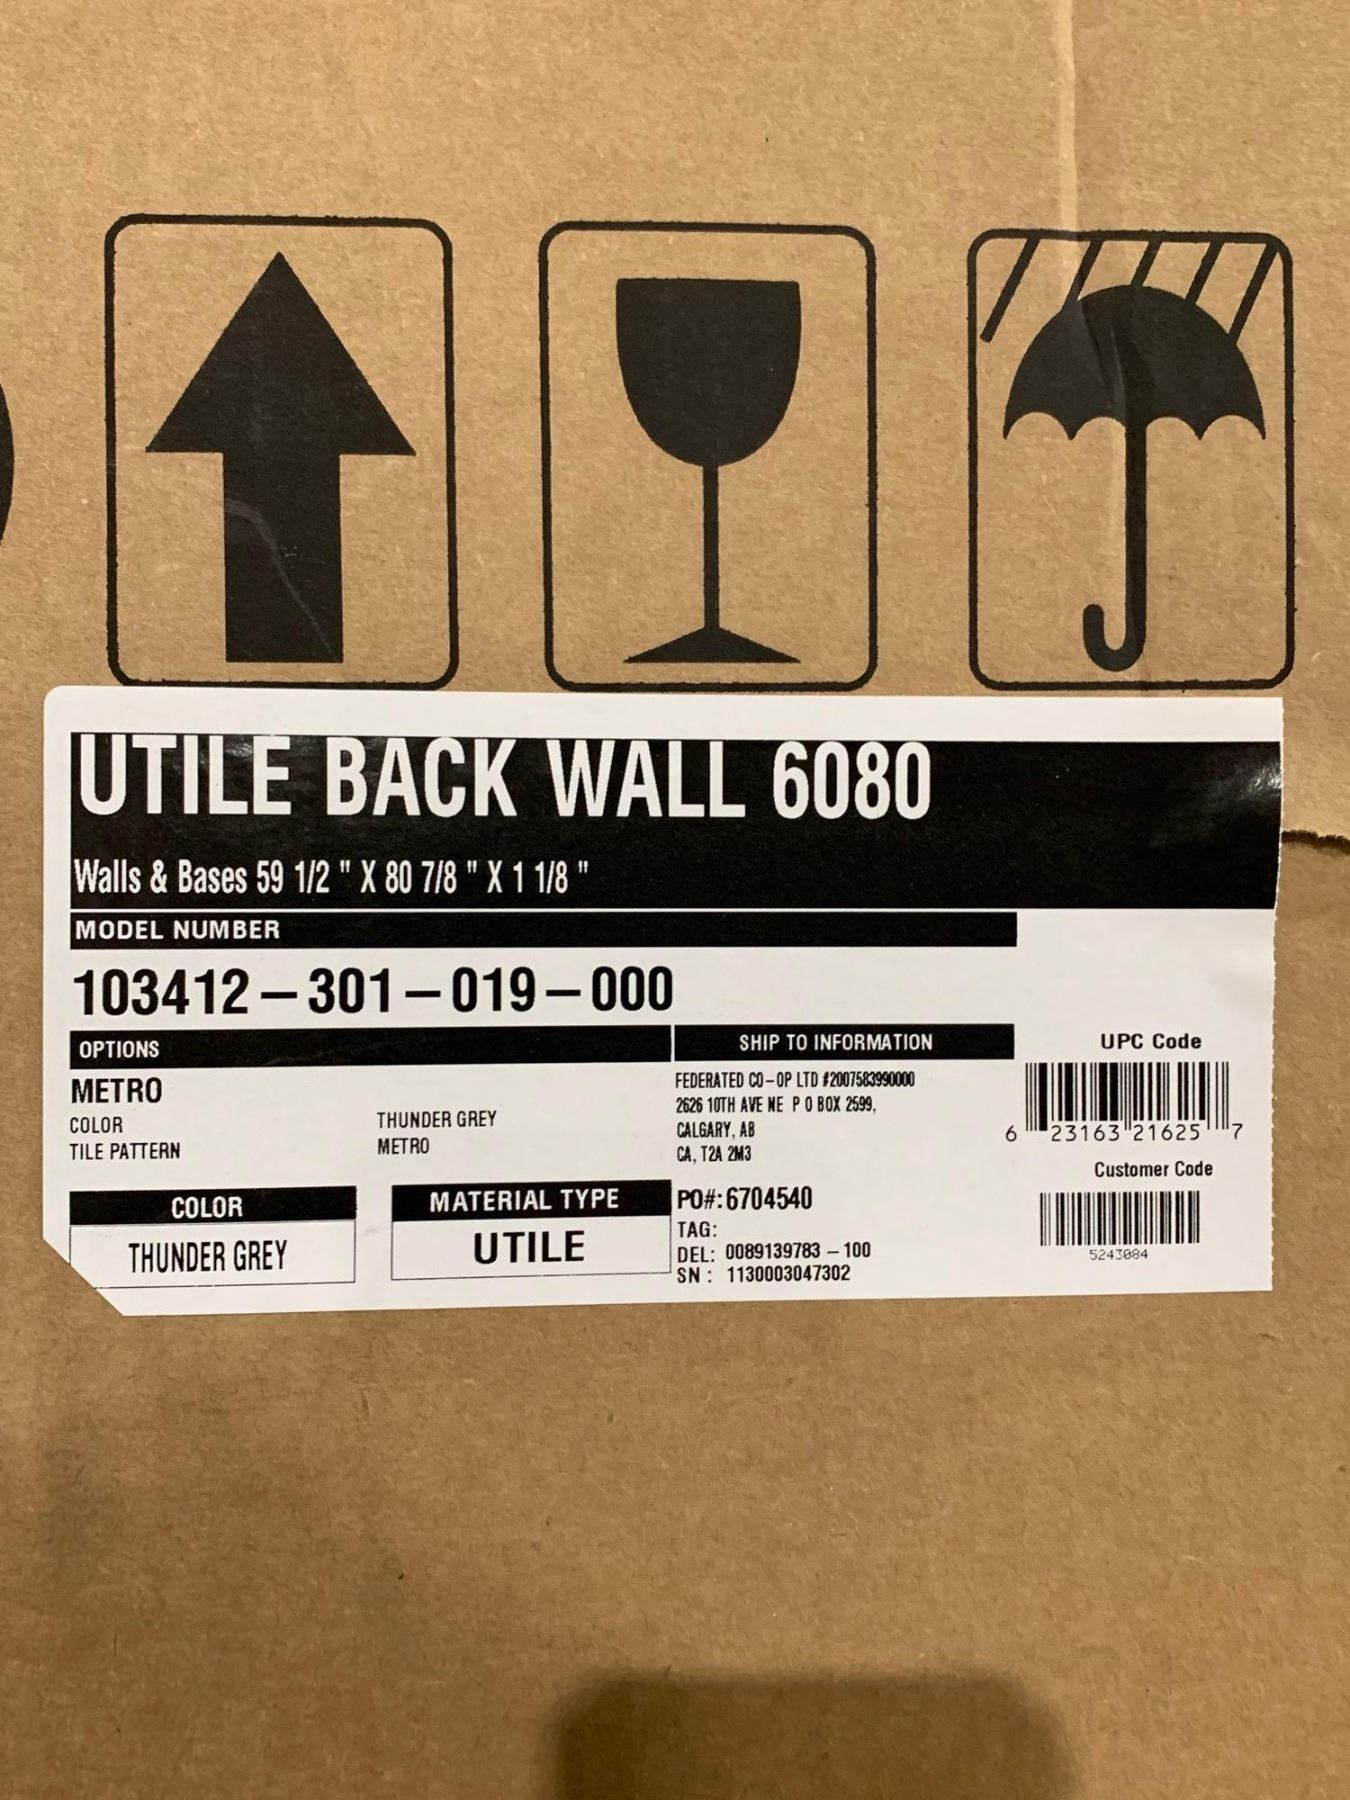 UTILE BACK WALL 6080
Walls & Bases 59 1/2 " X 80 7/8 " X 1 1/8 "
MODEL NUMBER
103412-301-019-000
OPTIONS
METRO
COLOR THUNDER GREY
TILE PATTERN METRO
COLOR
THUNDER GREY
MATERIAL TYPE
UTILE
SHIP TO INFORMATION
FEDERATED CO-OP LTD #2007583990000
2626 10TH AVE NE P O BOX 2599,
CALGARY, AB
CA, T2A 2M3
PO#: 6704540
TAG:
DEL: 0089139783 - 100
SN : 1130003047302
UPC Code
6 23163 21625 7
Customer Code
5243084